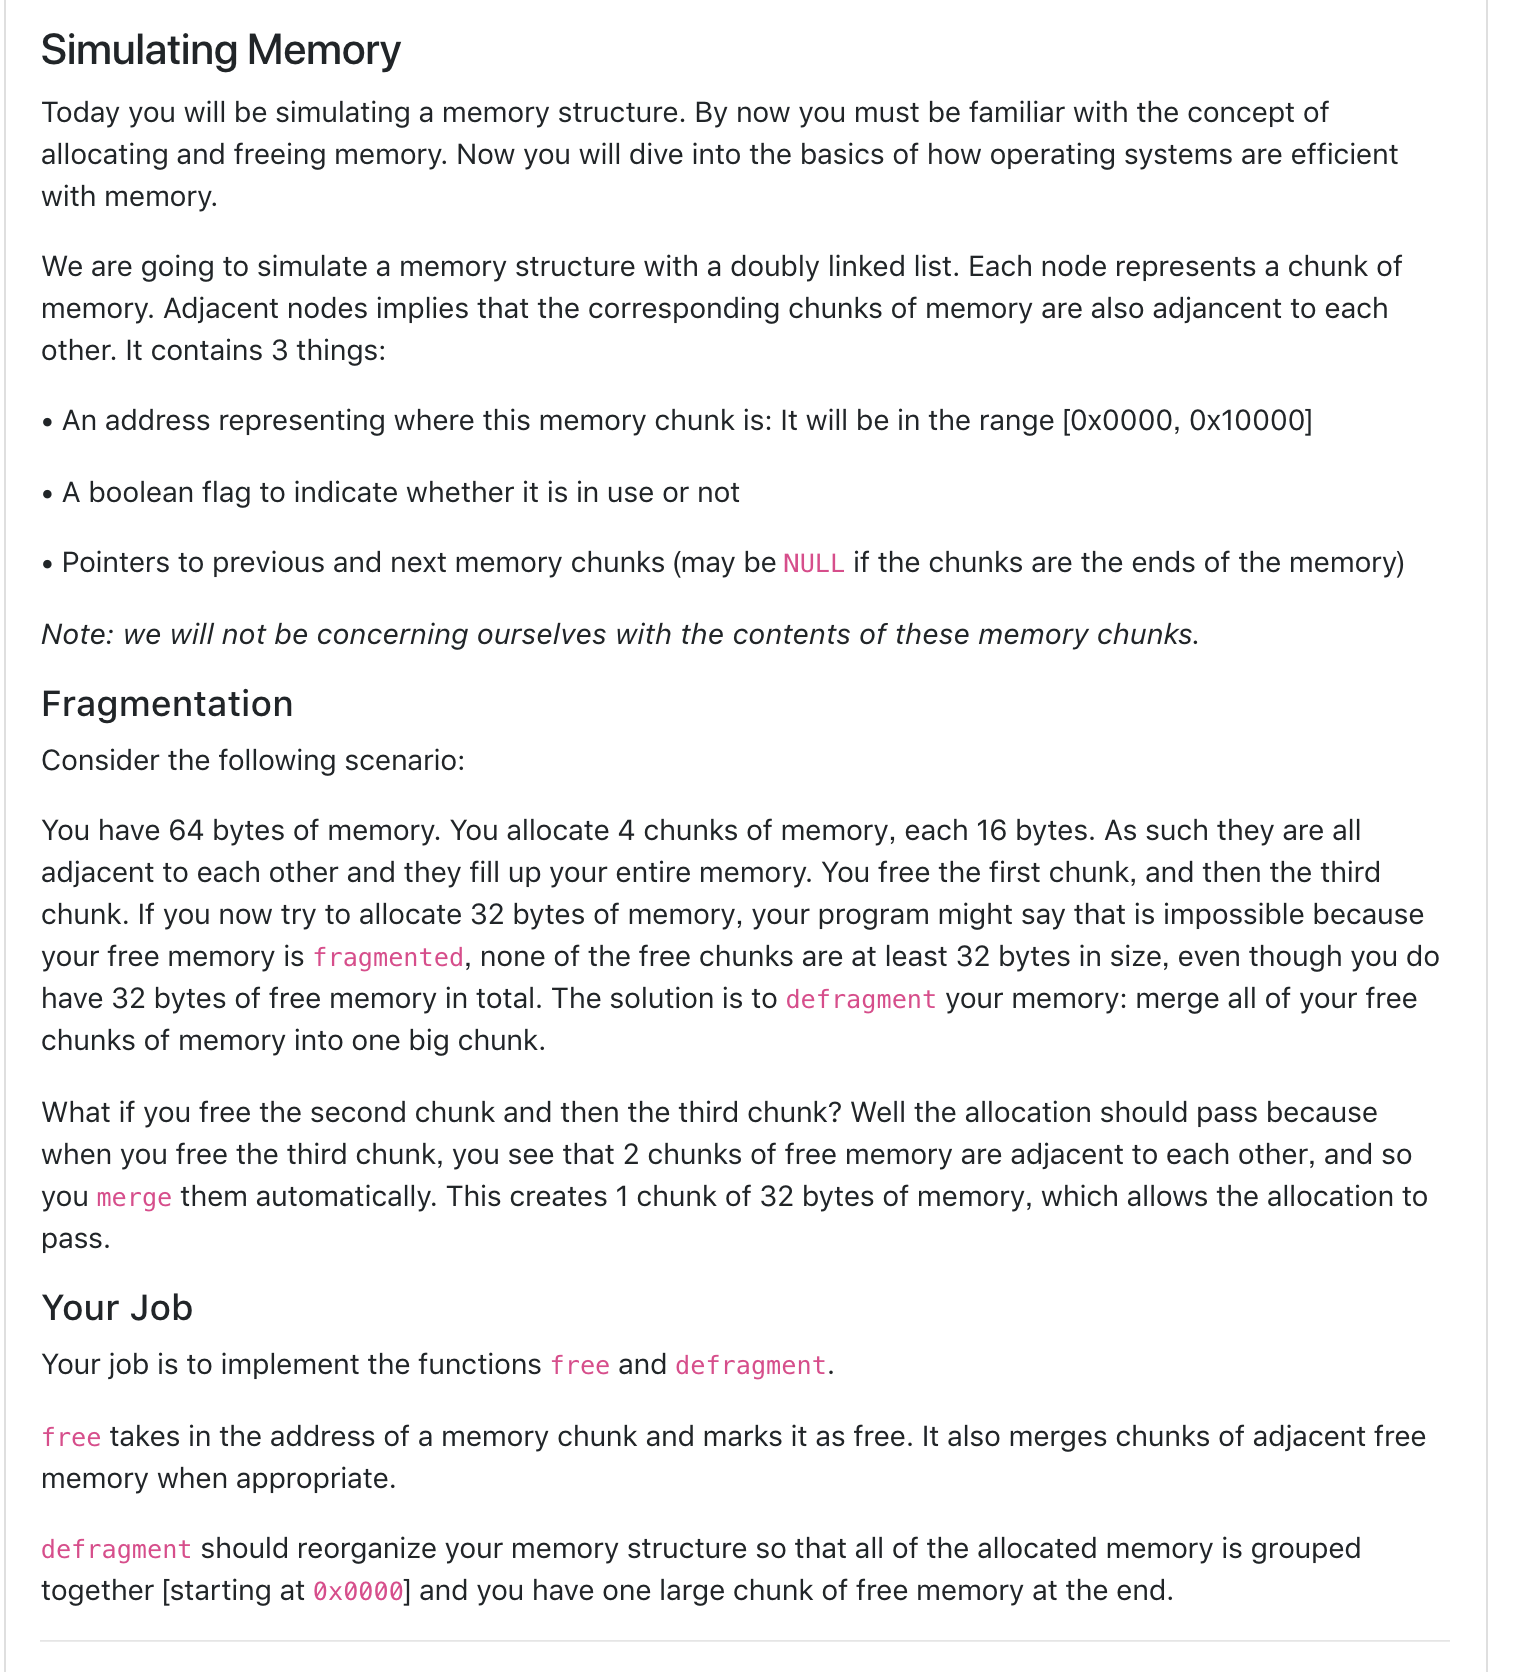 Simulating Memory
Today you will be simulating a memory structure. By now you must be familiar with the concept of
allocating and freeing memory. Now you will dive into the basics of how operating systems are efficient
with memory.
We are going to simulate a memory structure with a doubly linked list. Each node represents a chunk of
memory. Adjacent nodes implies that the corresponding chunks of memory are also adjancent to each
other. It contains 3 things:
• An address representing where this memory chunk is: It will be in the range [0x0000, 0x10000]
• A boolean flag to indicate whether it is in use or not
• Pointers to previous and next memory chunks (may be NULL if the chunks are the ends of the memory)
Note: we will not be concerning ourselves with the contents of these memory chunks.
Fragmentation
Consider the following scenario:
You have 64 bytes of memory. You allocate 4 chunks of memory, each 16 bytes. As such they are all
adjacent to each other and they fill up your entire memory. You free the first chunk, and then the third
chunk. If you now try to allocate 32 bytes of memory, your program might say that is impossible because
your free memory is fragmented, none of the free chunks are at least 32 bytes in size, even though you do
have 32 bytes of free memory in total. The solution is to defragment your memory: merge all of your free
chunks of memory into one big chunk.
What if you free the second chunk and then the third chunk? Well the allocation should pass because
when you free the third chunk, you see that 2 chunks of free memory are adjacent to each other, and so
you merge them automatically. This creates 1 chunk of 32 bytes of memory, which allows the allocation to
pass.
Your Job
Your job is to implement the functions free and defragment.
free takes in the address of a memory chunk and marks it as free. It also merges chunks of adjacent free
memory when appropriate.
defragment should reorganize your memory structure so that all of the allocated memory is grouped
together [starting at 0x0000] and you have one large chunk of free memory at the end.